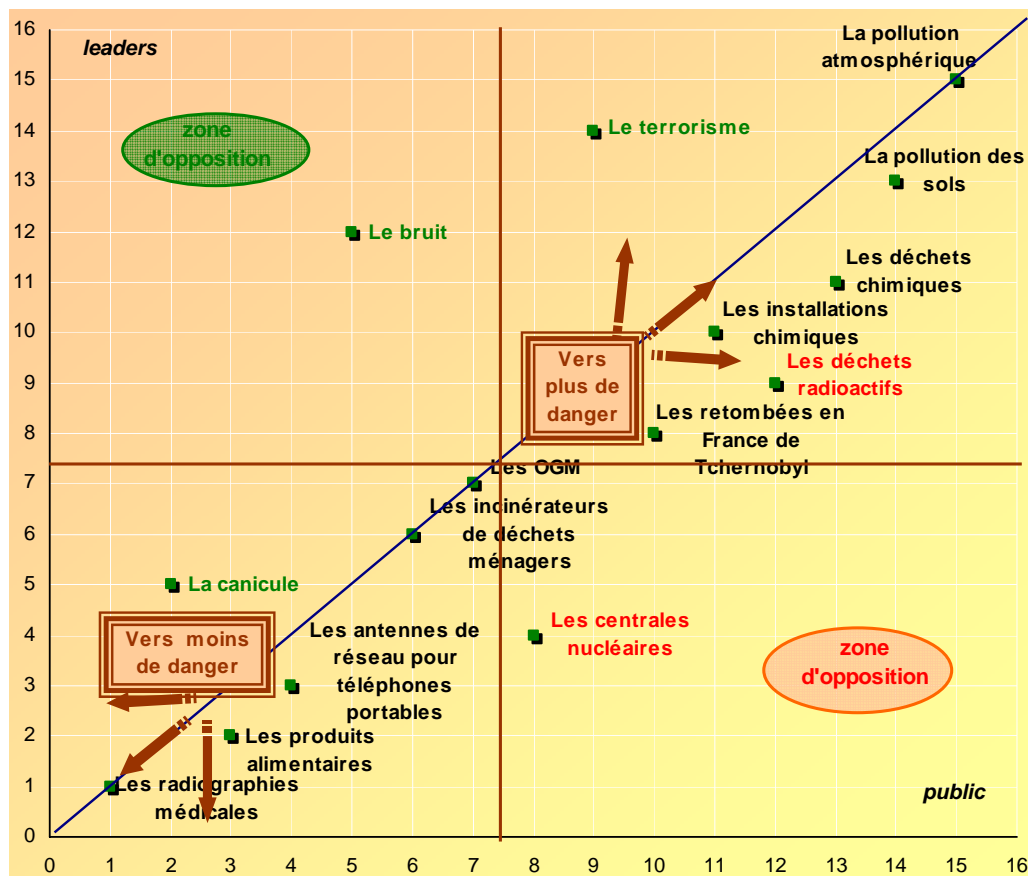 leaders
La pollution
atmosphérique
zone
d'opposition
Le terrorisme
La pollution des
sols
Le bruit
Les déchets
chimiques
Les installations
chimiques
Vers
plus de
danger
Les déchets
radioactifs
Les retombées en
France de
Tchernobyl
Les OGM
Les incinérateurs
de déchets
ménagers
La canicule
Vers moins
de danger
Les antennes de
réseau pour
téléphones
portables
Les centrales
nucléaires
zone
d'opposition
Les produits
alimentaires
Les radiographies
médicales
public
16
15
14
13
12
11
10
9
8
7
6
5
4
3
2
1
0
0 1 2 3 4 5 6 7 8 9 10 11 12 13 14 15 16